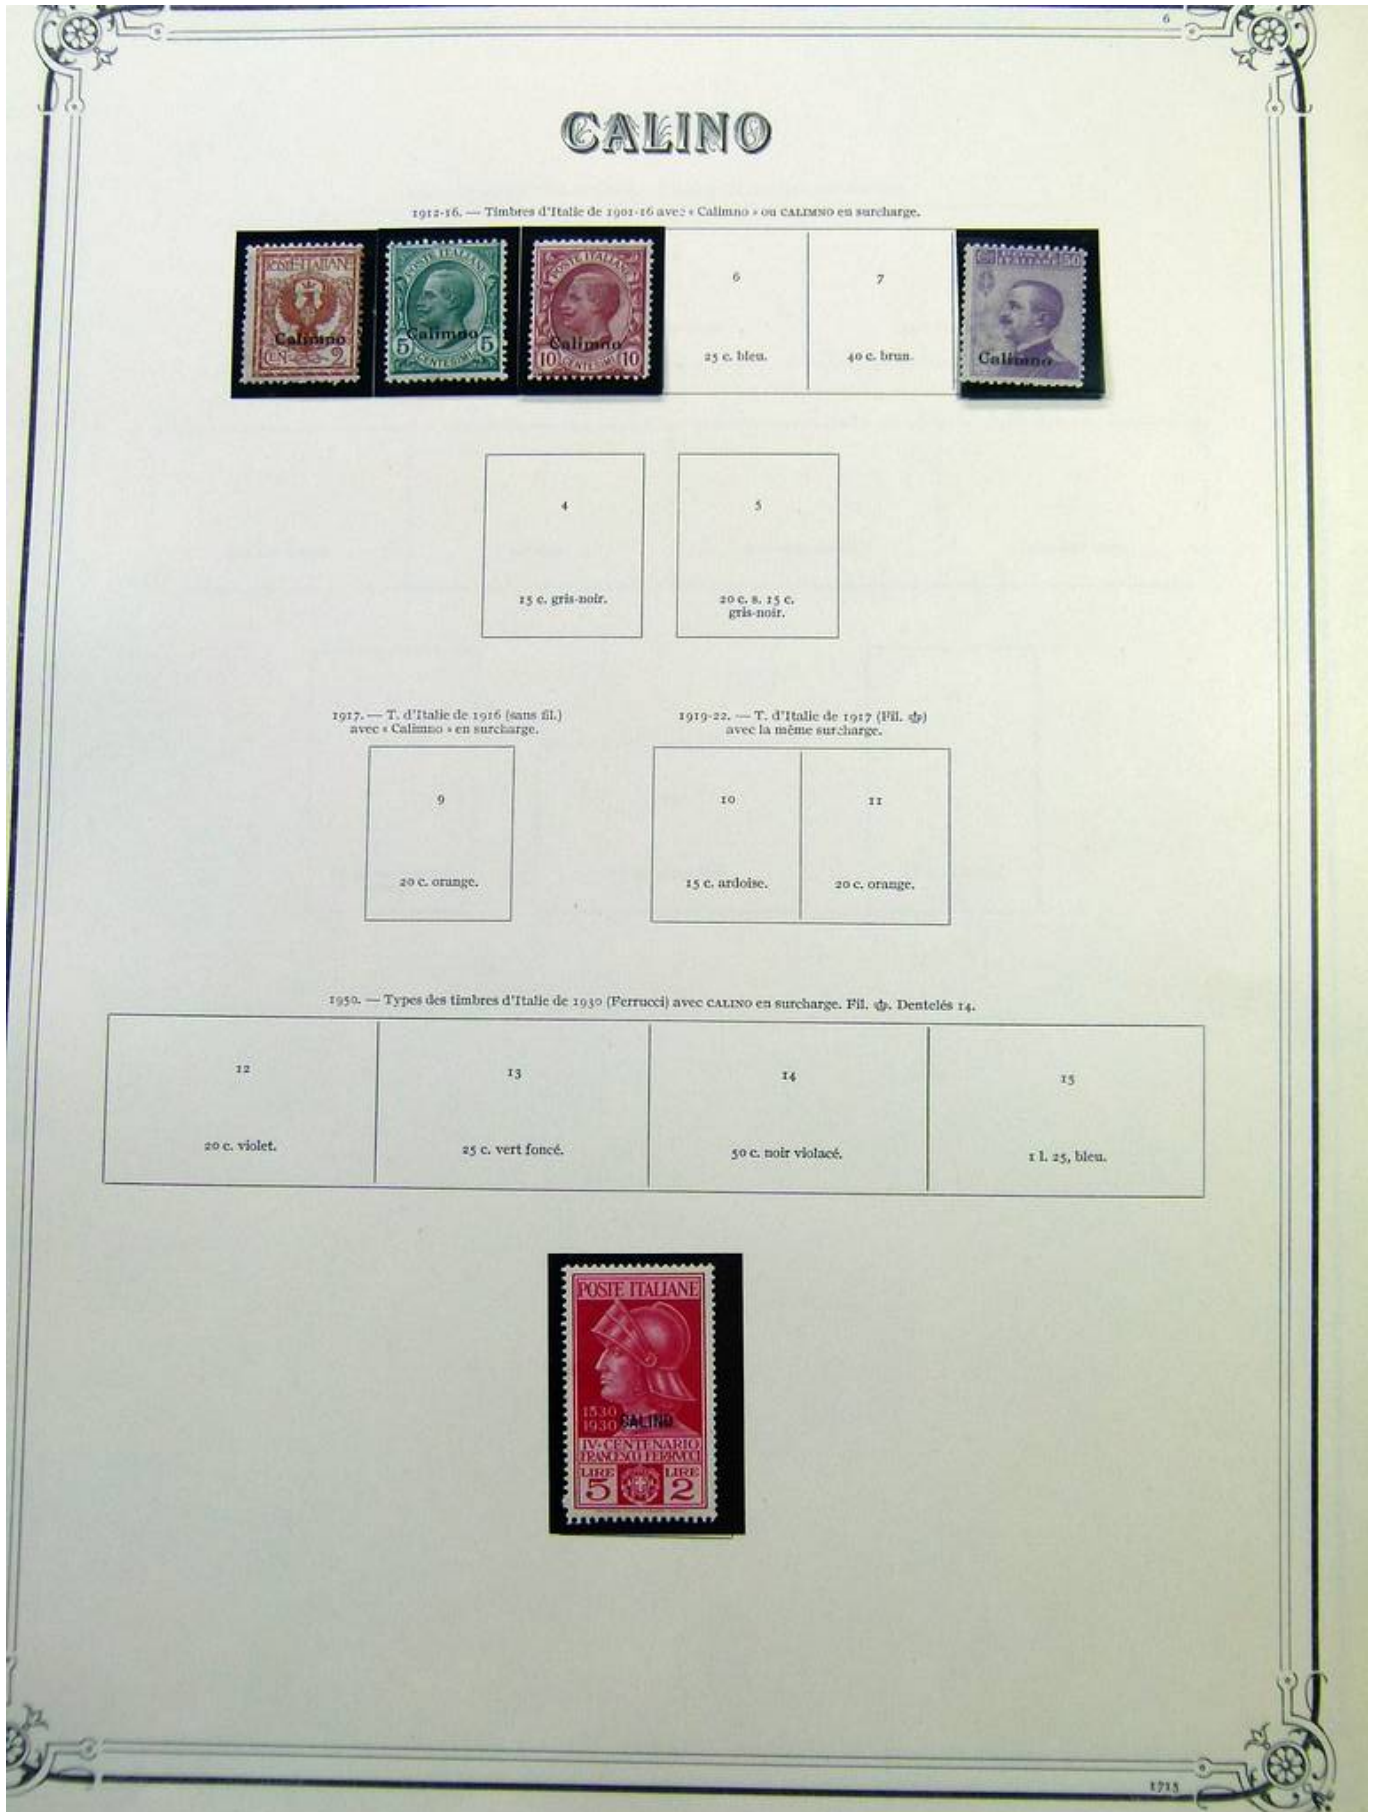 6
CALINO
1912-16. — Timbres d'Italie de 1901-16 avec « Calimno » ou CALIMNO en surcharge.
POSTE ITALIANE
Calimno
CEN. 2
POSTE ITALIANE
Calimno
5 5
CENTESIMI
POSTE ITALIANE
Calimno
10 10
CENTESIMI
6
25 c. bleu.
7
40 c. brun.
50
Calimno
4
15 c. gris-noir.
5
20 c. s. 15 c.
gris-noir.
1917. — T. d'Italie de 1916 (sans fil.)
avec « Calimno » en surcharge.
9
20 c. orange.
1919-22. — T. d'Italie de 1917 (Fil. )
avec la même surcharge.
10
15 c. ardoise.
11
20 c. orange.
1950. — Types des timbres d'Italie de 1930 (Ferrucci) avec CALINO en surcharge. Fil. . Dentelés 14.
12
20 c. violet.
13
25 c. vert foncé.
14
50 c. noir violacé.
15
1 l. 25, bleu.
POSTE ITALIANE
1530
1930 CALINO
IV° CENTENARIO
FRANCESCO FERRUCCI
LIRE LIRE
5 2
1715